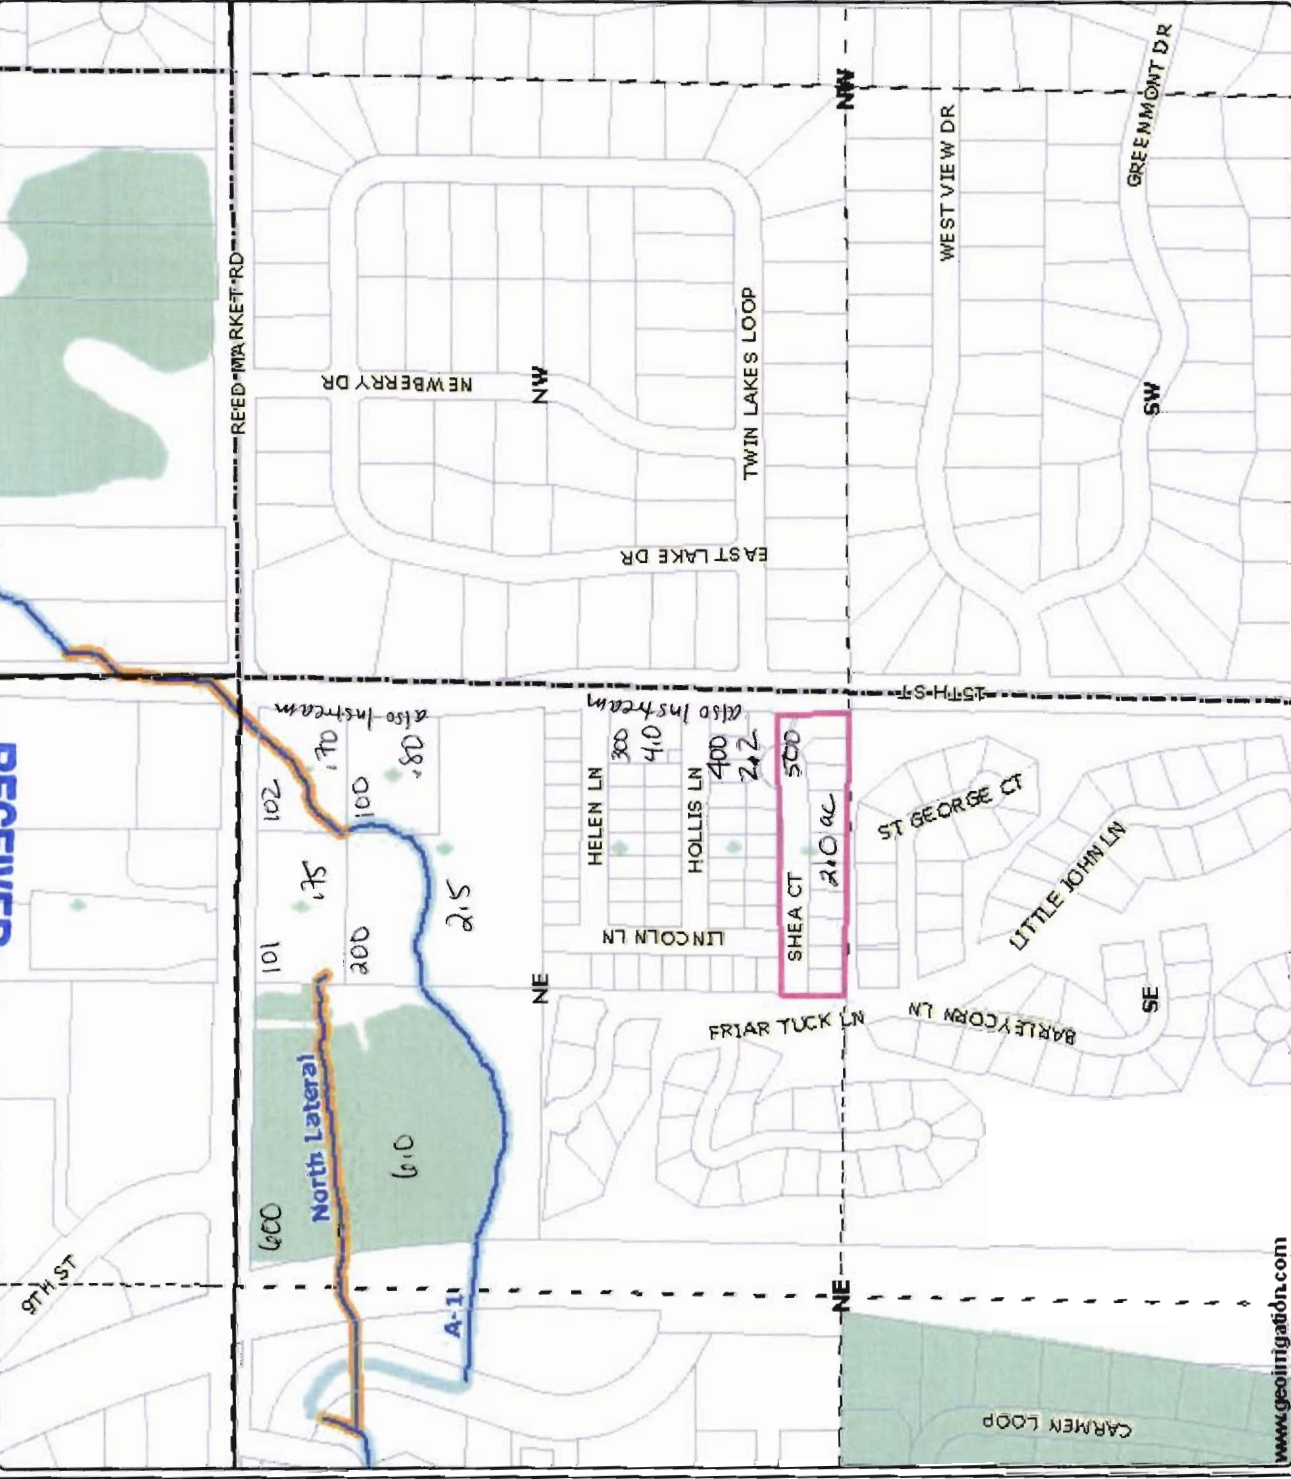 GREENMONT DR
NW
WEST VIEW DR
REED MARKET RD
NEWBERRY DR
NW
TWIN LAKES LOOP
SW
EAST LAKE DR
15TH ST
also Instream
also Instream
RECEIVED
102
.70
100
.80
HELEN LN
300
4.0
HOLLIS LN
400
2.2
500
SHEA CT
2.0 ac
ST GEORGE CT
LITTLE JOHN LN
.75
2.5
101
200
LINCOLN LN
NE
FRIAR TUCK LN
BARLEYCORN LN
SE
North Lateral
6.0
600
9TH ST
A-1
NE
CARMEN LOOP
www.geoirrigation.com